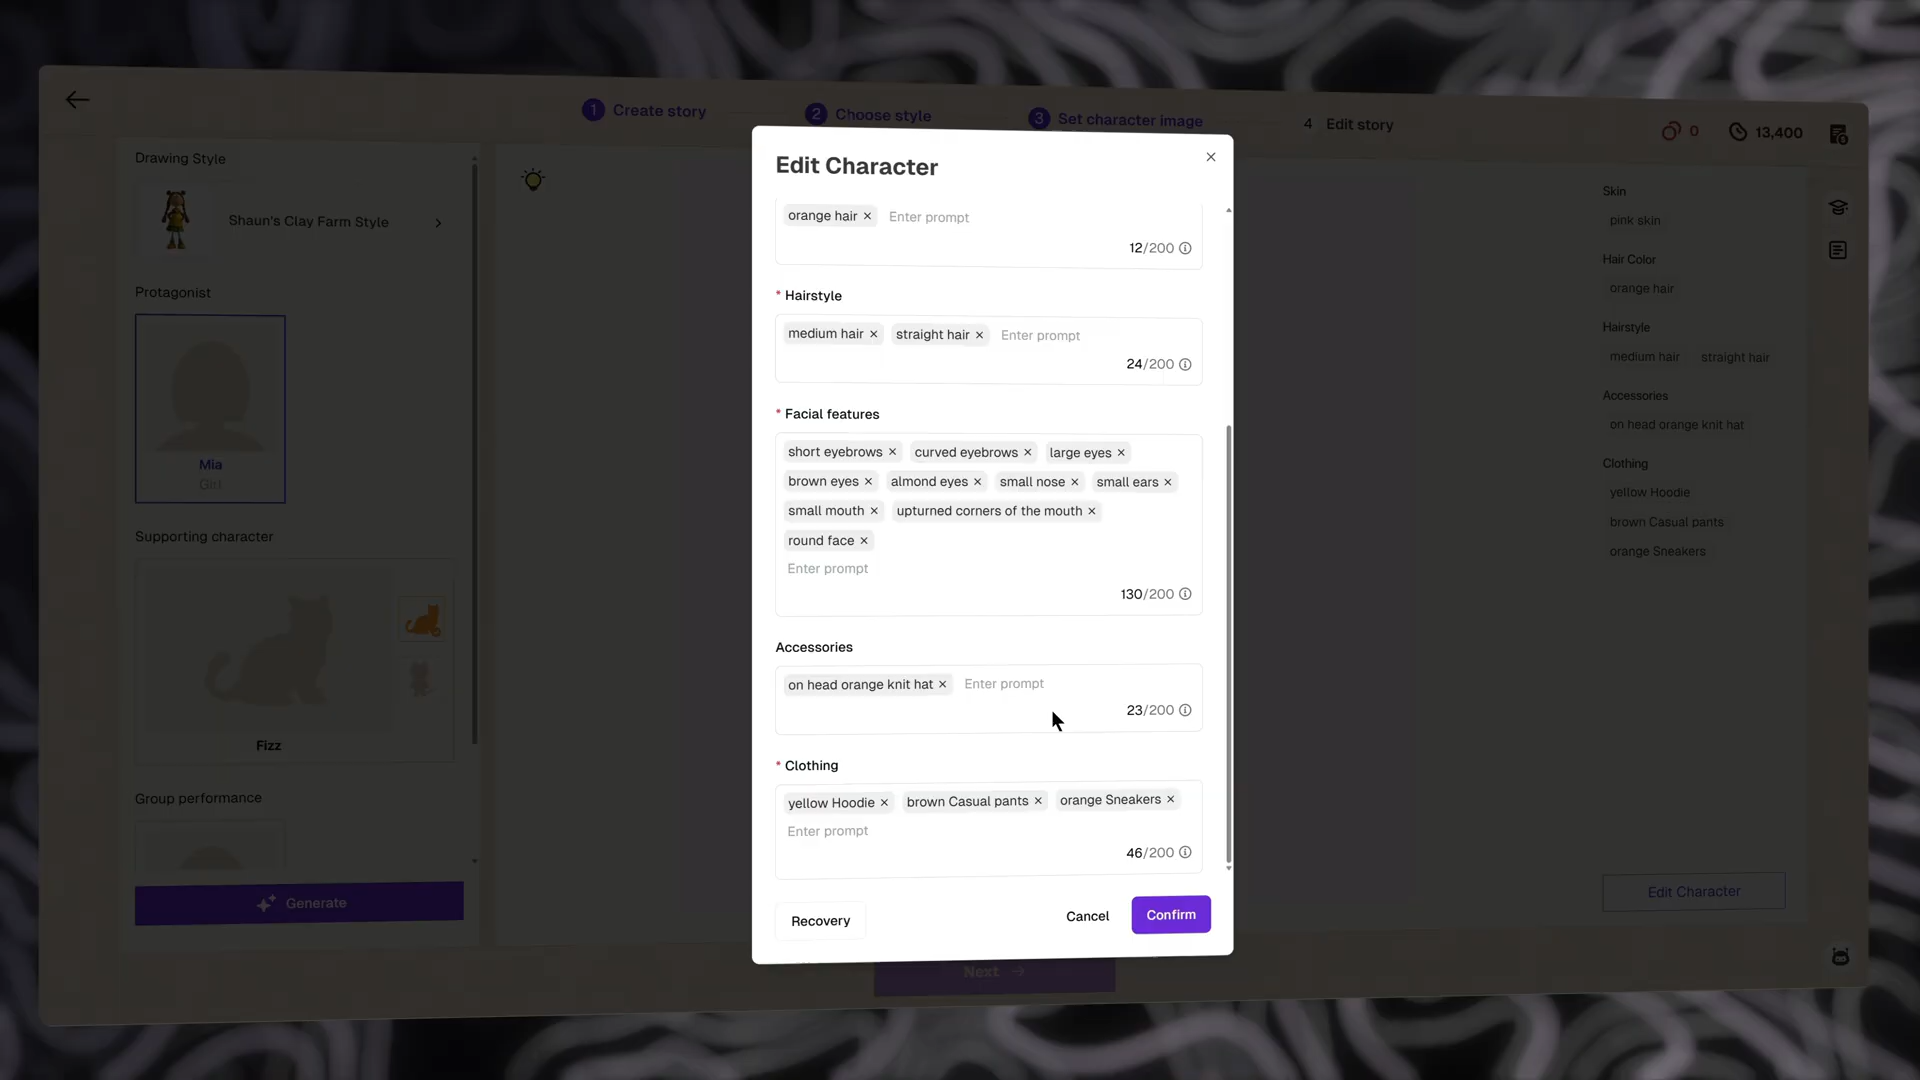 1 Create story
2 Choose style
3 Set character image
4 Edit story
0
13,400
Drawing Style
Shaun's Clay Farm Style
Protagonist
Mia
Girl
Supporting character
Fizz
Group performance
Generate
Edit Character
orange hair × Enter prompt
12/200
* Hairstyle
medium hair × straight hair × Enter prompt
24/200
* Facial features
short eyebrows × curved eyebrows × large eyes ×
brown eyes × almond eyes × small nose × small ears ×
small mouth × upturned corners of the mouth ×
round face ×
Enter prompt
130/200
Accessories
on head orange knit hat × Enter prompt
23/200
* Clothing
yellow Hoodie × brown Casual pants × orange Sneakers ×
Enter prompt
46/200
Recovery
Cancel
Confirm
Next
Skin
pink skin
Hair Color
orange hair
Hairstyle
medium hair straight hair
Accessories
on head orange knit hat
Clothing
yellow Hoodie
brown Casual pants
orange Sneakers
Edit Character